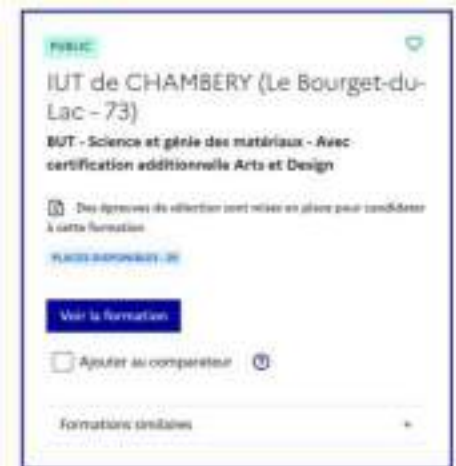 PUBLIC
IUT de CHAMBERY (Le Bourget-du-
Lac - 73)
BUT - Science et génie des matériaux - Avec
certification additionnelle Arts et Design
Des épreuves de sélection sont mises en place pour candidater
à cette formation
PLACES DISPONIBLES :
Voir la formation
Ajouter au comparateur
Formations similaires